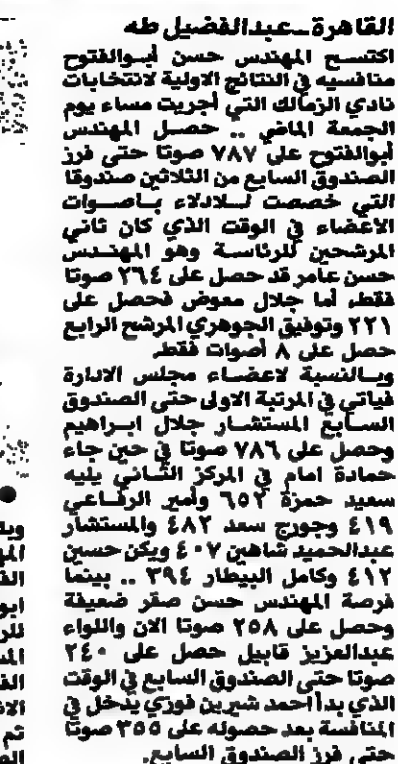 القاهرة ـ عبدالفضيل طه
اكتسح المهندس حسن أبوالفتوح
منافسيه في النتائج الاولية لانتخابات
نادي الزمالك التي أجريت مساء يوم
الجمعة الماضي .. حصل المهندس
أبوالفتوح على ٧٨٧ صوتا حتى فرز
الصندوق السابع من الثلاثين صندوقا
التي خصصت للادلاء بأصوات
الاعضاء في الوقت الذي كان ثاني
المرشحين للرئاسة وهو المهندس
حسن عامر قد حصل على ٢٦٤ صوتا
فقط، أما جلال معوض فحصل على
٢٢١ وتوفيق الجوهري المرشح الرابع
حصل على ٨ أصوات فقط.
وبالنسبة لاعضاء مجلس الادارة
فياتي في المرتبة الاولى حتى الصندوق
السابع المستشار جلال ابراهيم
وحصل على ٧٨٦ صوتا في حين جاء
حمادة امام في المركز الثاني يليه
سعيد حمزة ٦٥٢ وأمير الرفاعي
٤١٩ وجورج سعد ٤٨٢ والمستشار
عبدالحميد شاهين ٤٠٧ ويكن حسين
٤١٢ وكامل البيطار ٣٩٤ .. بينما
فرصة المهندس حسن صقر ضعيفة
وحصل على ٢٥٨ صوتا الان واللواء
عبدالعزيز قابيل حصل على ٢٤٠
صوتا حتى الصندوق السابع في الوقت
الذي بدأ أحمد شيرين فوزي يدخل في
المنافسة بعد حصوله على ٣٥٥ صوتا
حتى فرز الصندوق السابع.